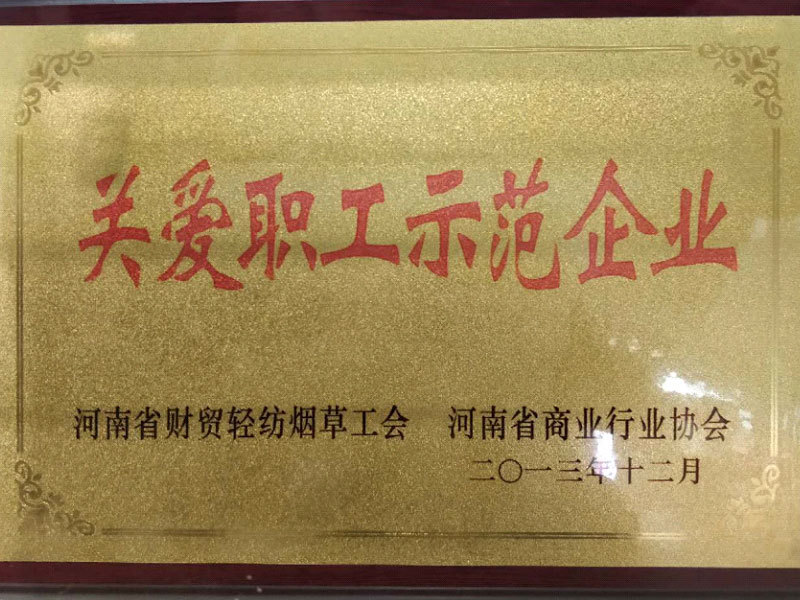 关爱职工示范企业
河南省财贸轻纺烟草工会 河南省商业行业协会
二〇一三年十二月